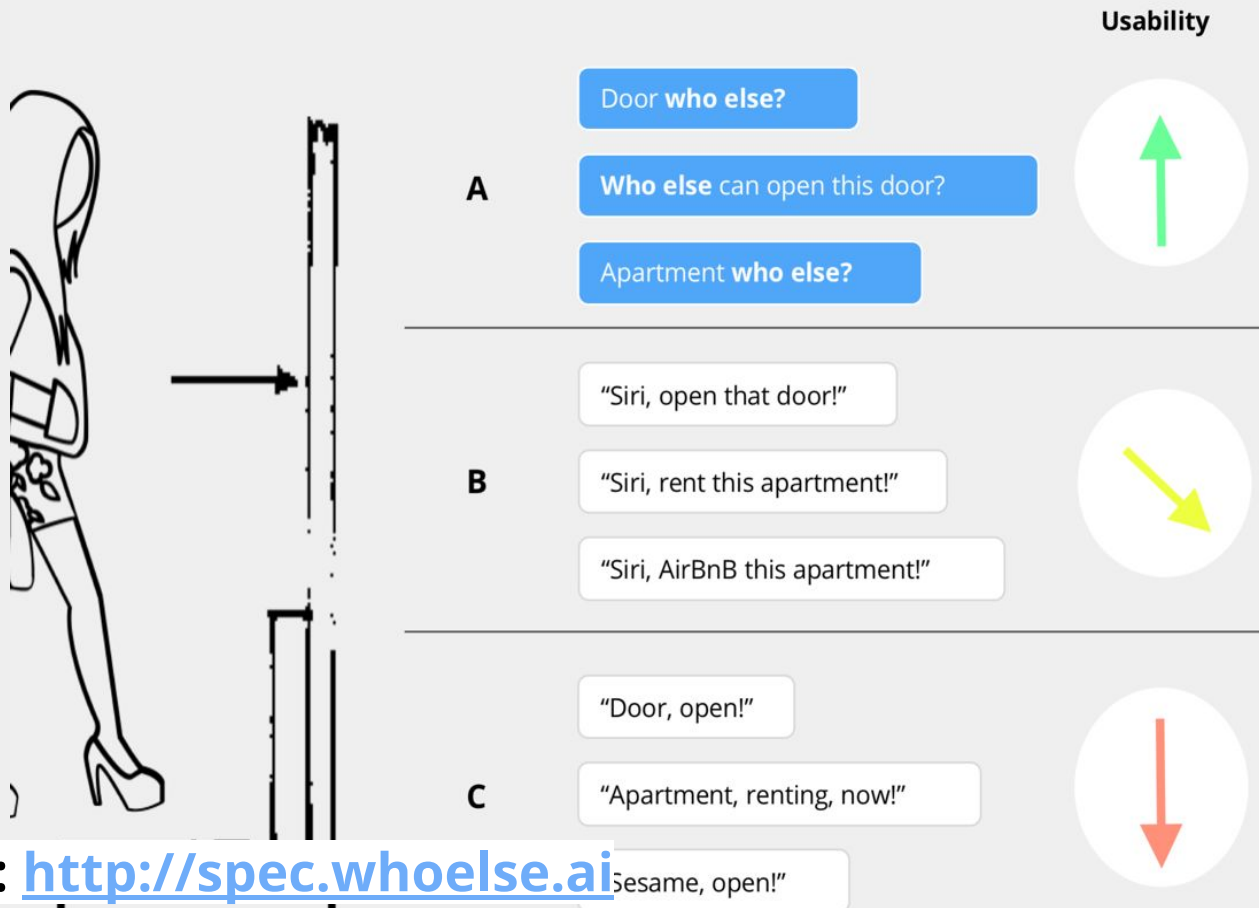 Usability
Door who else?
A
Who else can open this door?
Apartment who else?
“Siri, open that door!”
B
“Siri, rent this apartment!”
“Siri, AirBnB this apartment!”
“Door, open!”
C
“Apartment, renting, now!”
: http://spec.whoelse.ai
Sesame, open!”